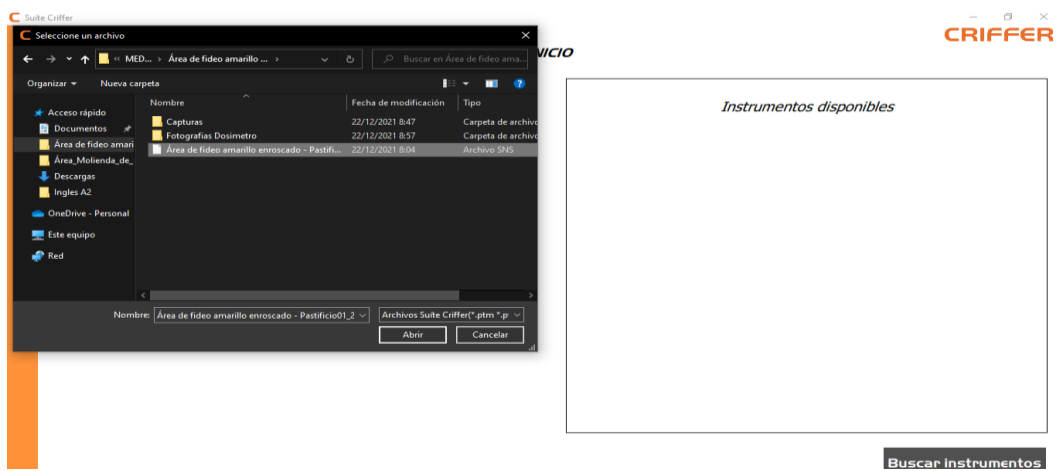 Suite Criffer
CRIFFER
Seleccione un archivo
NICIO
« MED... › Área de fideo amarillo ... ›
Buscar en Área de fideo ama...
Organizar Nueva carpeta
Nombre Fecha de modificación Tipo
Acceso rápido
Documentos
Área de fideo amari
Área_Molienda_de_
Descargas
Ingles A2
OneDrive - Personal
Este equipo
Red
Capturas 22/12/2021 8:47 Carpeta de archivo
Fotografias Dosimetro 22/12/2021 8:57 Carpeta de archivo
Área de fideo amarillo enroscado - Pastifi... 22/12/2021 8:04 Archivo SNS
Nombre: Área de fideo amarillo enroscado - Pastificio01_2 Archivos Suite Criffer(*.ptm *.p
Abrir Cancelar
Instrumentos disponibles
Buscar instrumentos